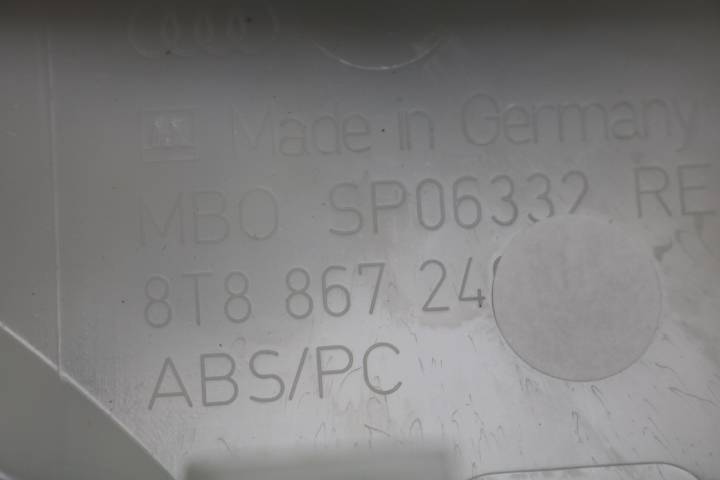 Made in Germany
MBO SP06332 RE
8T8 867 24
ABS/PC